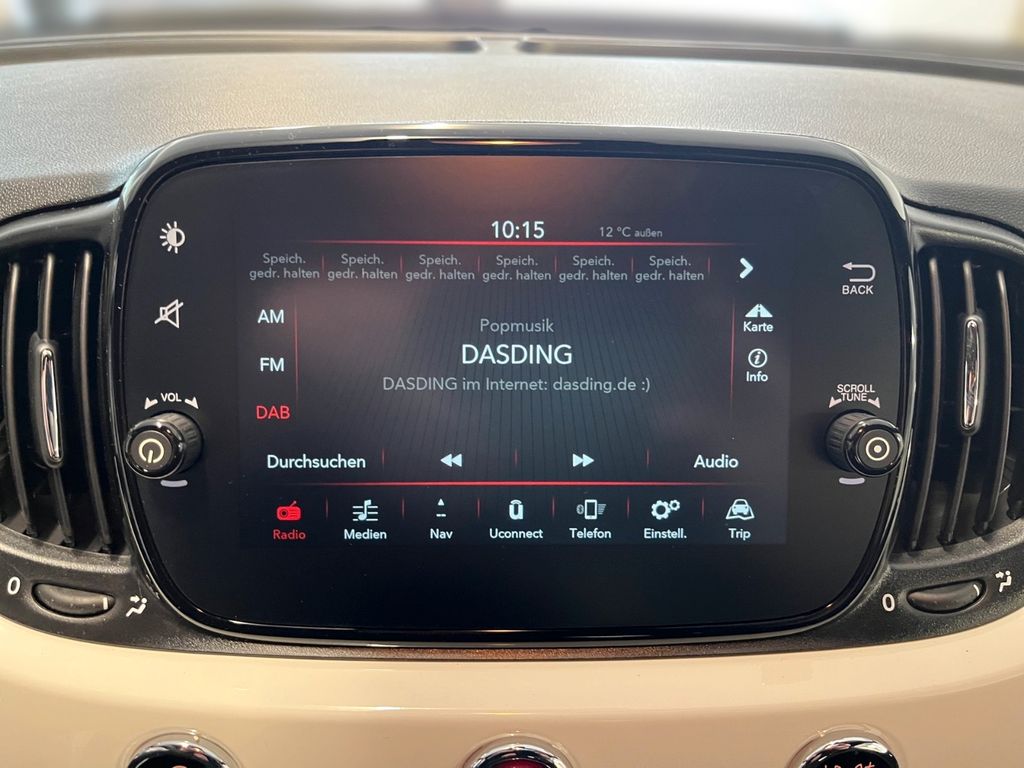 10:15 12 °C außen
Speich. Speich. Speich. Speich. Speich. Speich.
gedr. halten gedr. halten gedr. halten gedr. halten gedr. halten gedr. halten
BACK
AM
Karte
Popmusik
FM
DASDING
Info
DASDING im Internet: dasding.de :)
VOL
SCROLL
TUNE
DAB
Durchsuchen Audio
Radio Medien Nav Uconnect Telefon Einstell. Trip
0 0